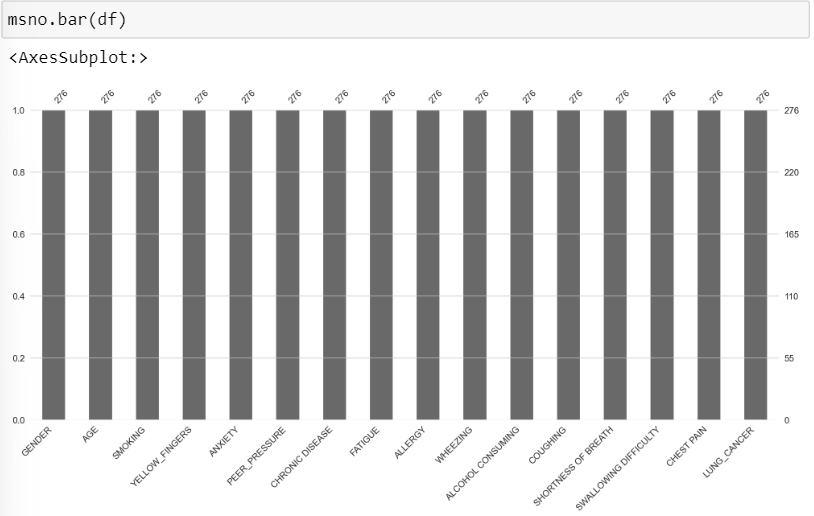 msno.bar(df)
<AxesSubplot:>
276 276 276 276 276 276 276 276 276 276 276 276 276 276 276 276
1.0 276
0.8 220
0.6 165
0.4 110
0.2 55
0.0 0
GENDER AGE SMOKING YELLOW_FINGERS ANXIETY PEER_PRESSURE CHRONIC DISEASE FATIGUE ALLERGY WHEEZING ALCOHOL CONSUMING COUGHING SHORTNESS OF BREATH SWALLOWING DIFFICULTY CHEST PAIN LUNG_CANCER